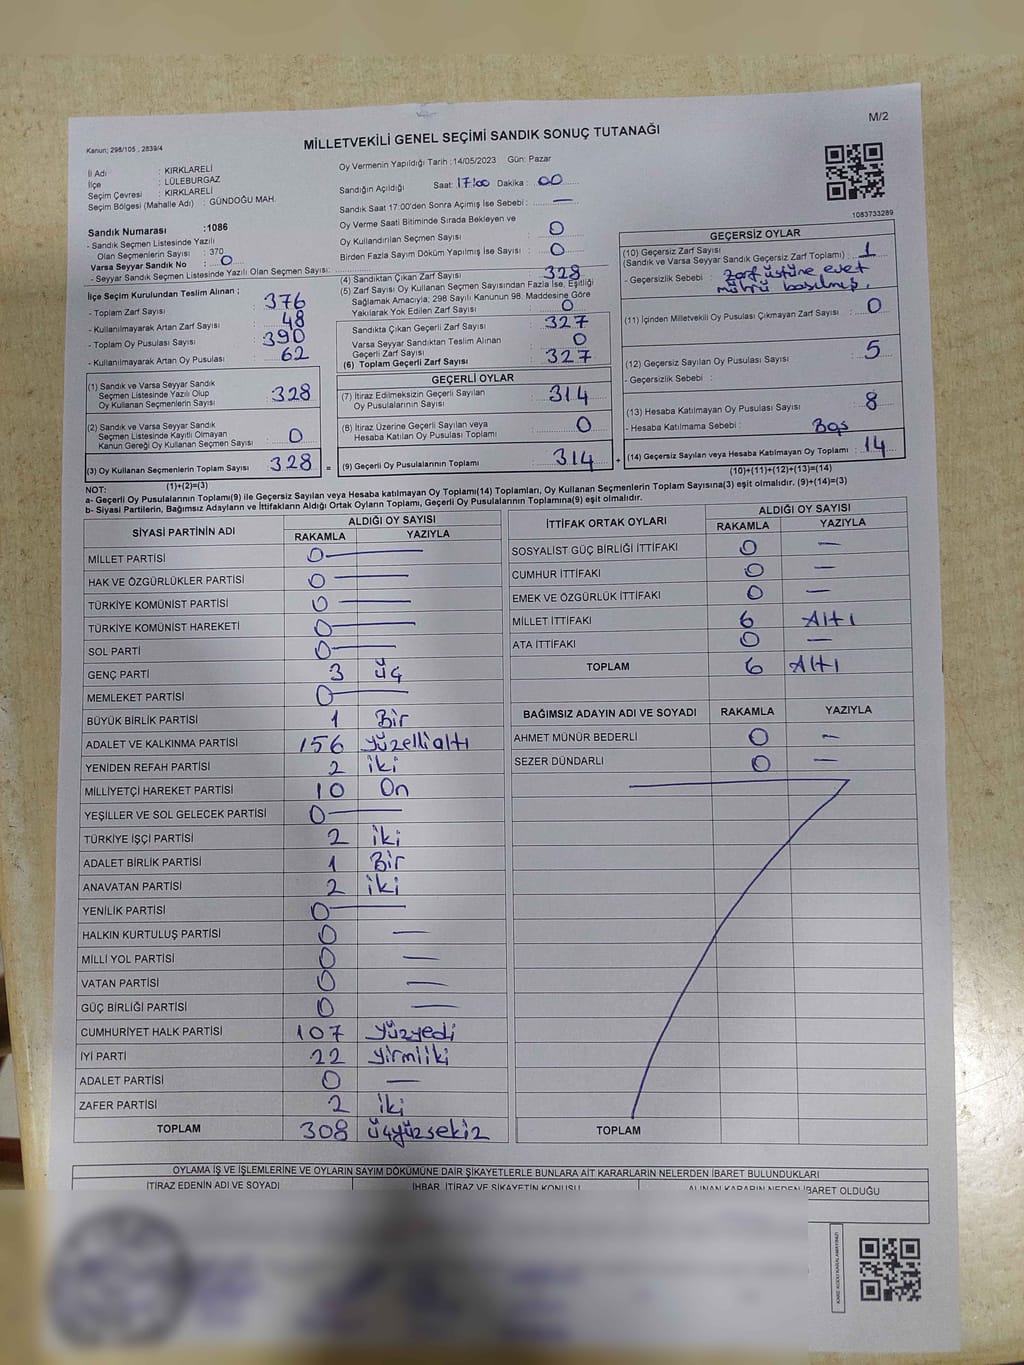 M/2
Kanun; 298/105 , 2839/4
MİLLETVEKİLİ GENEL SEÇİMİ SANDIK SONUÇ TUTANAĞI
İl Adı : KIRKLARELİ
İlçe : LÜLEBURGAZ
Seçim Çevresi : KIRKLARELİ
Seçim Bölgesi (Mahalle Adı) : GÜNDOĞU MAH.
Oy Vermenin Yapıldığı Tarih :14/05/2023 Gün: Pazar
Sandığın Açıldığı Saat: 17:00 Dakika : 00
Sandık Saat 17:00'den Sonra Açılmış İse Sebebi : —
Oy Verme Saati Bitiminde Sırada Bekleyen ve
Oy Kullandırılan Seçmen Sayısı : 0
Birden Fazla Sayım Döküm Yapılmış İse Sayısı : 0
1083733289
Sandık Numarası :1086
- Sandık Seçmen Listesinde Yazılı
Olan Seçmenlerin Sayısı : 370
Varsa Seyyar Sandık No : 0
- Seyyar Sandık Seçmen Listesinde Yazılı Olan Seçmen Sayısı:
İlçe Seçim Kurulundan Teslim Alınan ;
- Toplam Zarf Sayısı : 376
- Kullanılmayarak Artan Zarf Sayısı : 48
- Toplam Oy Pusulası Sayısı : 390
- Kullanılmayarak Artan Oy Pusulası : 62
(1) Sandık ve Varsa Seyyar Sandık
Seçmen Listesinde Yazılı Olup
Oy Kullanan Seçmenlerin Sayısı : 328
(2) Sandık ve Varsa Seyyar Sandık
Seçmen Listesinde Kayıtlı Olmayan
Kanun Gereği Oy Kullanan Seçmen Sayısı : 0
(3) Oy Kullanan Seçmenlerin Toplam Sayısı : 328
(1)+(2)=(3)
(4) Sandıktan Çıkan Zarf Sayısı : 328
(5) Zarf Sayısı Oy Kullanan Seçmen Sayısından Fazla İse, Eşitliği
Sağlamak Amacıyla; 298 Sayılı Kanunun 98. Maddesine Göre
Yakılarak Yok Edilen Zarf Sayısı : 0
Sandıkta Çıkan Geçerli Zarf Sayısı : 327
Varsa Seyyar Sandıktan Teslim Alınan
Geçerli Zarf Sayısı : 0
(6) Toplam Geçerli Zarf Sayısı : 327
GEÇERLİ OYLAR
(7) İtiraz Edilmeksizin Geçerli Sayılan
Oy Pusulalarının Sayısı : 314
(8) İtiraz Üzerine Geçerli Sayılan veya
Hesaba Katılan Oy Pusulası Toplamı : 0
= (9) Geçerli Oy Pusulalarının Toplamı : 314 +
GEÇERSİZ OYLAR
(10) Geçersiz Zarf Sayısı
(Sandık ve Varsa Seyyar Sandık Geçersiz Zarf Toplamı) : 1
- Geçersizlik Sebebi : Zarf üstüne evet
mührü basılmış.
(11) İçinden Milletvekili Oy Pusulası Çıkmayan Zarf Sayısı : 0
(12) Geçersiz Sayılan Oy Pusulası Sayısı : 5
- Geçersizlik Sebebi :
(13) Hesaba Katılmayan Oy Pusulası Sayısı : 8
- Hesaba Katılmama Sebebi : Boş
(14) Geçersiz Sayılan veya Hesaba Katılmayan Oy Toplamı : 14
(10)+(11)+(12)+(13)=(14)
NOT:
a- Geçerli Oy Pusulalarının Toplamı(9) ile Geçersiz Sayılan veya Hesaba katılmayan Oy Toplamı(14) Toplamları, Oy Kullanan Seçmenlerin Toplam Sayısına(3) eşit olmalıdır. (9)+(14)=(3)
b- Siyasi Partilerin, Bağımsız Adayların ve İttifakların Aldığı Ortak Oyların Toplamı, Geçerli Oy Pusulalarının Toplamına(9) eşit olmalıdır.
SİYASİ PARTİNİN ADI ALDIĞI OY SAYISI
RAKAMLA YAZIYLA
MİLLET PARTİSİ 0 —
HAK VE ÖZGÜRLÜKLER PARTİSİ 0 —
TÜRKİYE KOMÜNİST PARTİSİ 0 —
TÜRKİYE KOMÜNİST HAREKETİ 0 —
SOL PARTİ 0 —
GENÇ PARTİ 3 üç
MEMLEKET PARTİSİ 0 —
BÜYÜK BİRLİK PARTİSİ 1 Bir
ADALET VE KALKINMA PARTİSİ 156 yüzellialtı
YENİDEN REFAH PARTİSİ 2 iki
MİLLİYETÇİ HAREKET PARTİSİ 10 On
YEŞİLLER VE SOL GELECEK PARTİSİ 0 —
TÜRKİYE İŞÇİ PARTİSİ 2 iki
ADALET BİRLİK PARTİSİ 1 Bir
ANAVATAN PARTİSİ 2 iki
YENİLİK PARTİSİ 0 —
HALKIN KURTULUŞ PARTİSİ 0 —
MİLLİ YOL PARTİSİ 0 —
VATAN PARTİSİ 0 —
GÜÇ BİRLİĞİ PARTİSİ 0 —
CUMHURİYET HALK PARTİSİ 107 yüzyedi
İYİ PARTİ 22 yirmiiki
ADALET PARTİSİ 0 —
ZAFER PARTİSİ 2 iki
TOPLAM 308 üçyüzsekiz
İTTİFAK ORTAK OYLARI ALDIĞI OY SAYISI
RAKAMLA YAZIYLA
SOSYALİST GÜÇ BİRLİĞİ İTTİFAKI 0 —
CUMHUR İTTİFAKI 0 —
EMEK VE ÖZGÜRLÜK İTTİFAKI 0 —
MİLLET İTTİFAKI 6 Altı
ATA İTTİFAKI 0 —
TOPLAM 6 Altı
BAĞIMSIZ ADAYIN ADI VE SOYADI RAKAMLA YAZIYLA
AHMET MÜNÜR BEDERLİ 0 —
SEZER DÜNDARLI 0 —
TOPLAM
OYLAMA İŞ VE İŞLEMLERİNE VE OYLARIN SAYIM DÖKÜMÜNE DAİR ŞİKAYETLERLE BUNLARA AİT KARARLARIN NELERDEN İBARET BULUNDUKLARI
İTİRAZ EDENİN ADI VE SOYADI İHBAR, İTİRAZ VE ŞİKAYETİN KONUSU ALINAN KARARIN NEDEN İBARET OLDUĞU